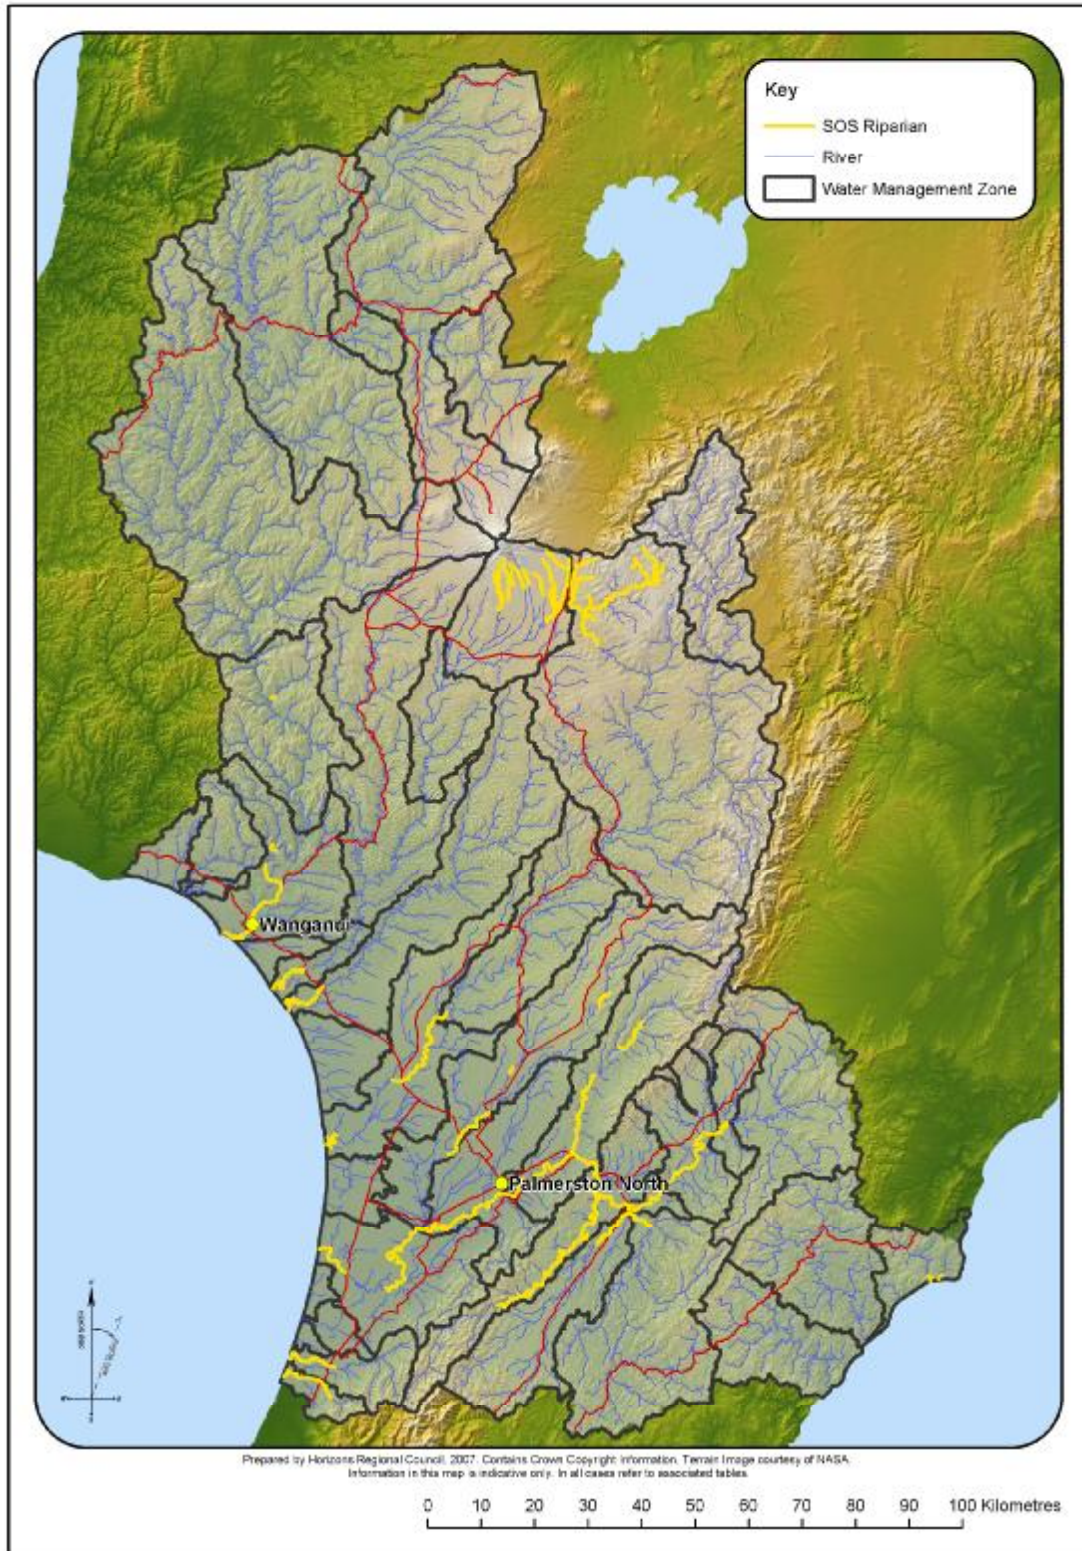 Key
SOS Riparian
River
Water Management Zone
Wangandi
Palmerston North
Prepared by Horizons Regional Council, 2007. Contains Crown Copyright Information. Terrain Image courtesy of NASA.
Information in this map is indicative only. In all cases refer to associated tables.
0 10 20 30 40 50 60 70 80 90 100 Kilometres